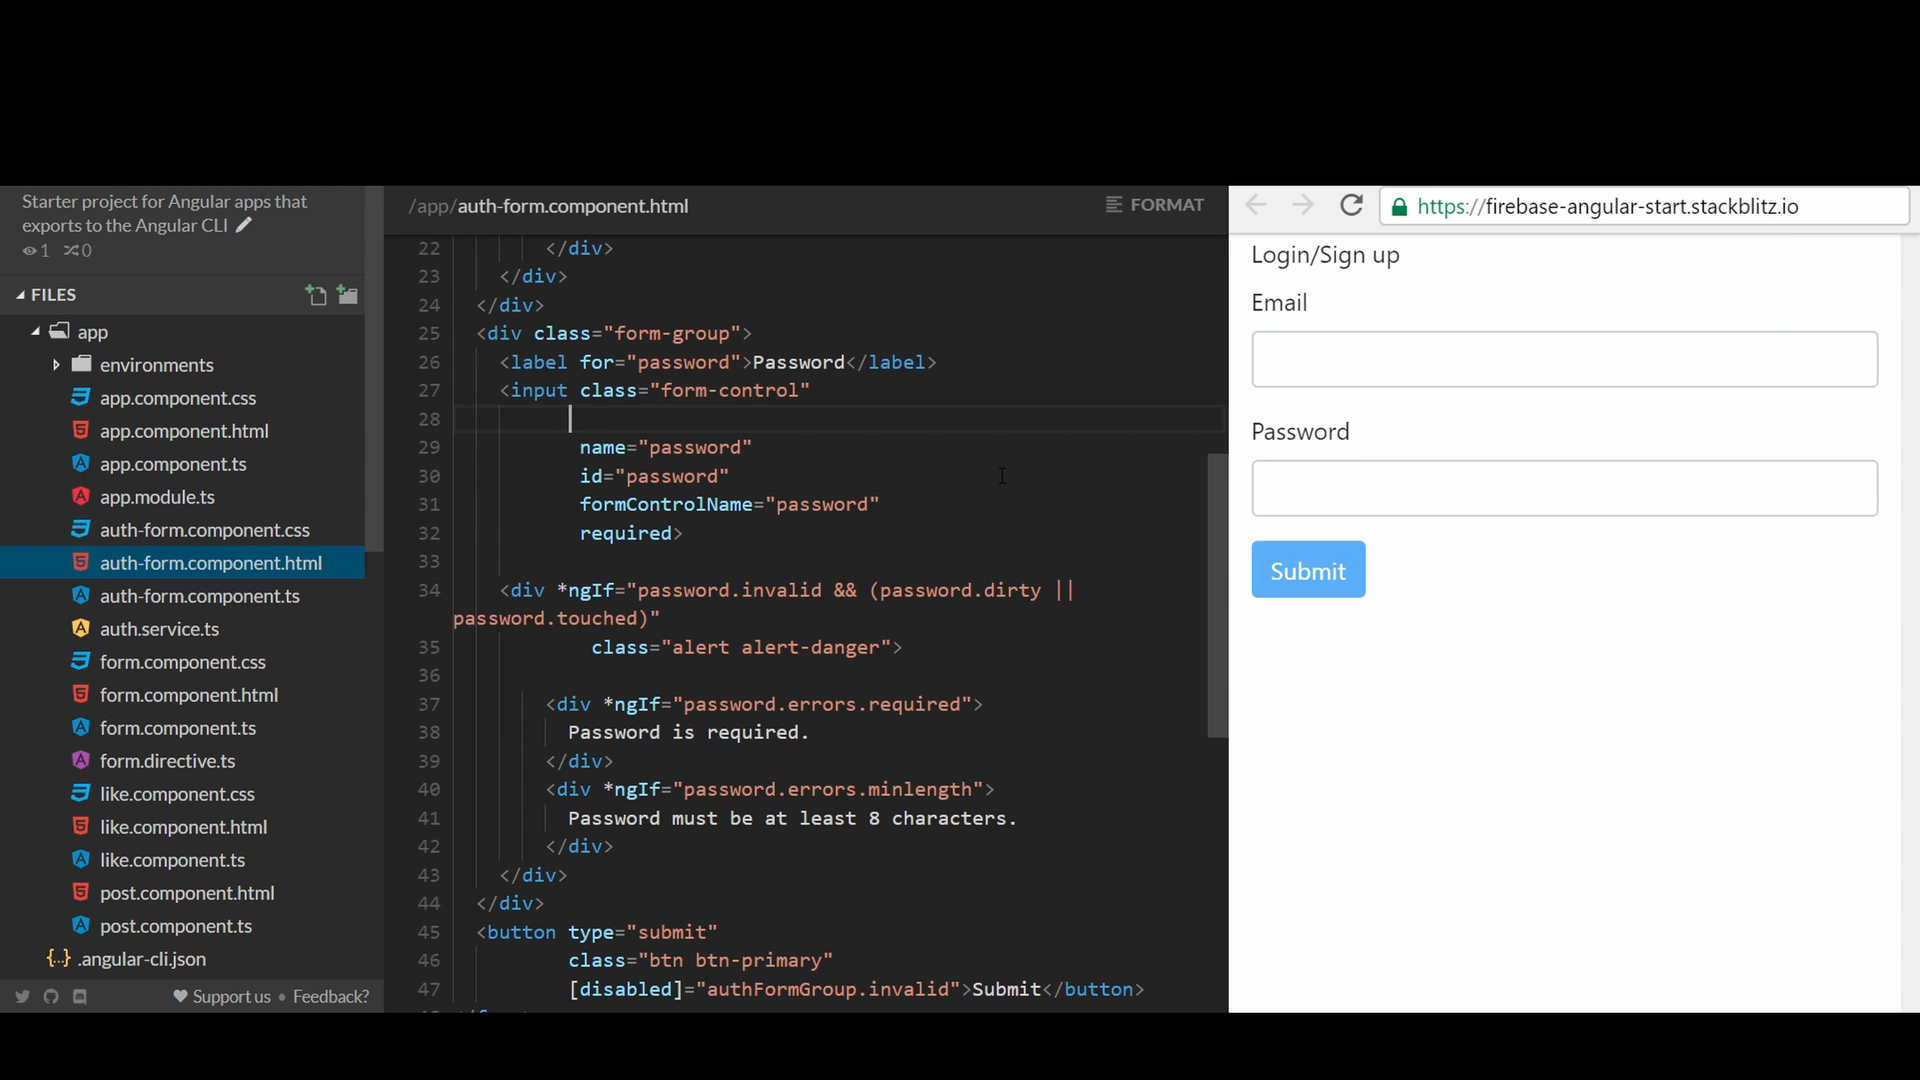 Starter project for Angular apps that
exports to the Angular CLI
1 0
FILES
app
environments
app.component.css
app.component.html
app.component.ts
app.module.ts
auth-form.component.css
auth-form.component.html
auth-form.component.ts
auth.service.ts
form.component.css
form.component.html
form.component.ts
form.directive.ts
like.component.css
like.component.html
like.component.ts
post.component.html
post.component.ts
{..} .angular-cli.json
Support us • Feedback?
/app/auth-form.component.html
FORMAT
22 </div>
23 </div>
24 </div>
25 <div class="form-group">
26 <label for="password">Password</label>
27 <input class="form-control"
28
29 name="password"
30 id="password"
31 formControlName="password"
32 required>
33
34 <div *ngIf="password.invalid && (password.dirty ||
password.touched)"
35 class="alert alert-danger">
36
37 <div *ngIf="password.errors.required">
38 Password is required.
39 </div>
40 <div *ngIf="password.errors.minlength">
41 Password must be at least 8 characters.
42 </div>
43 </div>
44 </div>
45 <button type="submit"
46 class="btn btn-primary"
47 [disabled]="authFormGroup.invalid">Submit</button>
https://firebase-angular-start.stackblitz.io
Login/Sign up
Email
Password
Submit